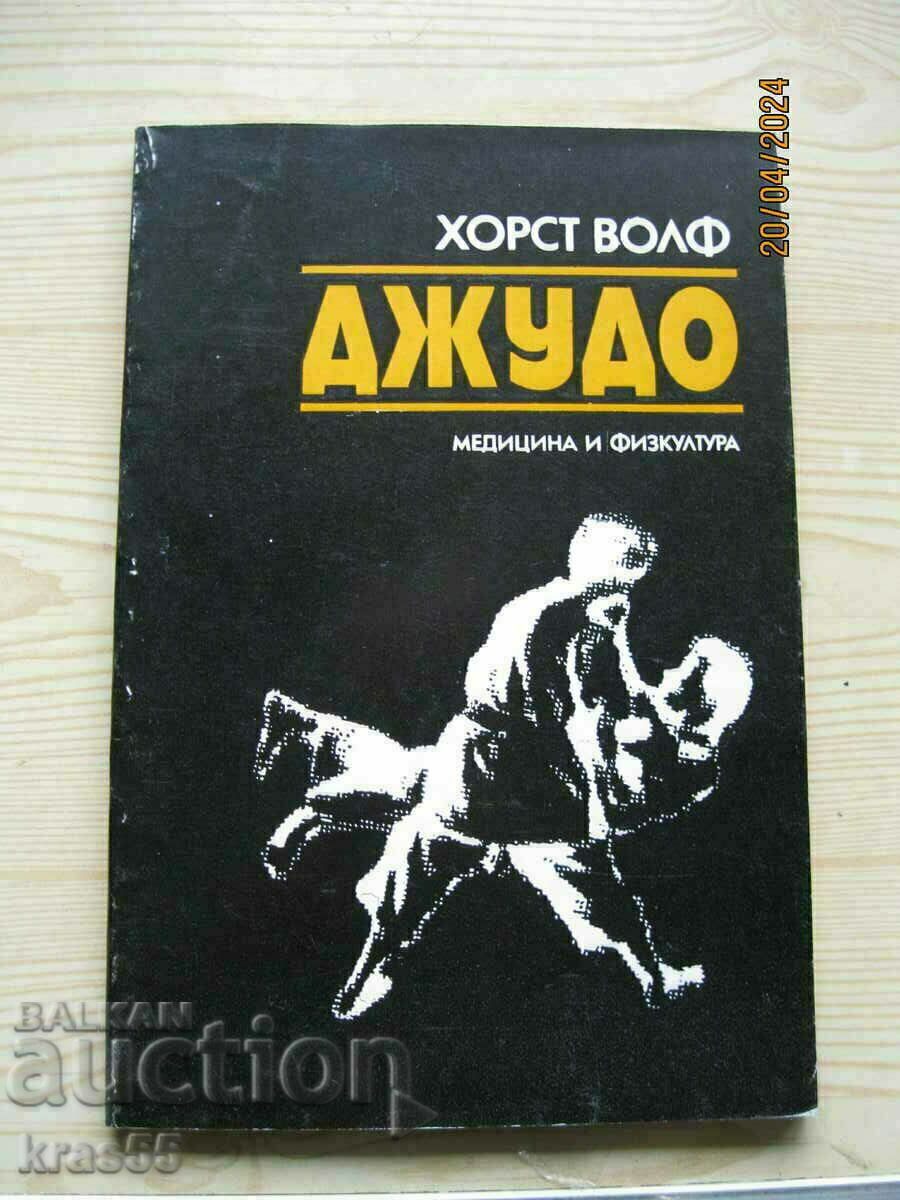 20/04/2024
ХОРСТ ВОЛФ
ДЖУДО
МЕДИЦИНА И ФИЗКУЛТУРА
BALKAN
auction
kras55